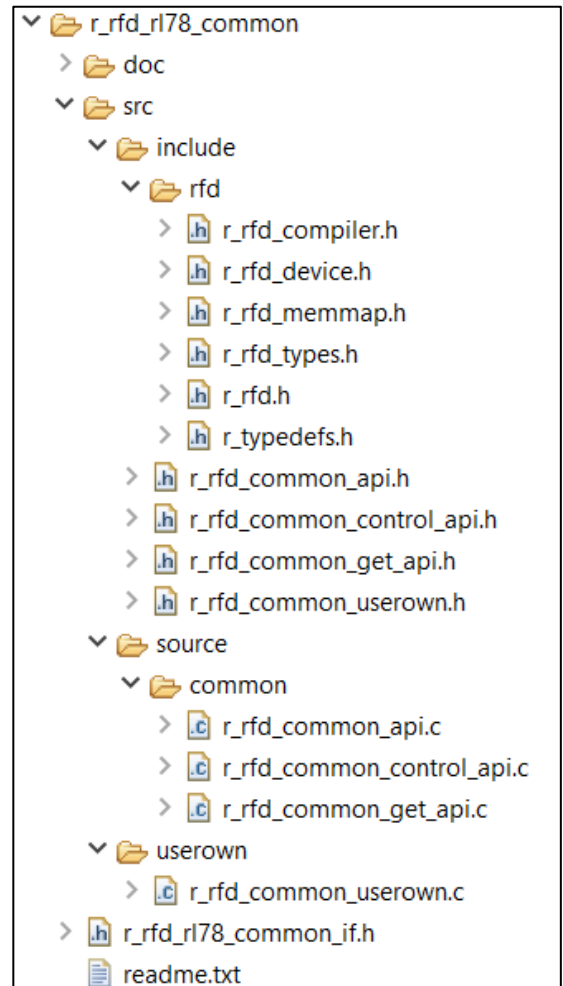 r_rfd_rl78_common
doc
src
include
rfd
.h r_rfd_compiler.h
.h r_rfd_device.h
.h r_rfd_memmap.h
.h r_rfd_types.h
.h r_rfd.h
.h r_typedefs.h
.h r_rfd_common_api.h
.h r_rfd_common_control_api.h
.h r_rfd_common_get_api.h
.h r_rfd_common_userown.h
source
common
.c r_rfd_common_api.c
.c r_rfd_common_control_api.c
.c r_rfd_common_get_api.c
userown
.c r_rfd_common_userown.c
.h r_rfd_rl78_common_if.h
readme.txt